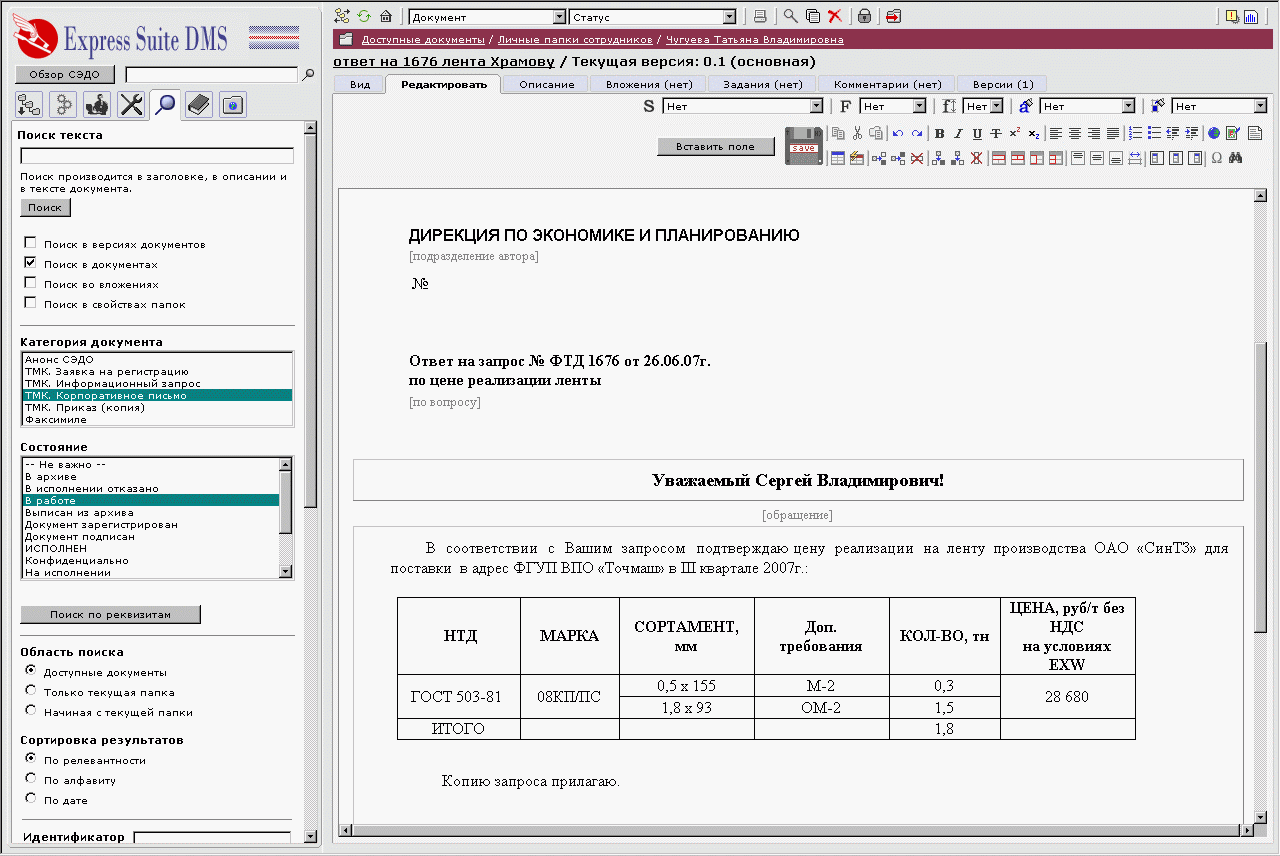 Express Suite DMS
Обзор СЭДО
Поиск текста
Поиск производится в заголовке, в описании и
в тексте документа.
Поиск
Поиск в версиях документов
Поиск в документах
Поиск во вложениях
Поиск в свойствах папок
Категория документа
Анонс СЭДО
ТМК. Заявка на регистрацию
ТМК. Информационный запрос
ТМК. Корпоративное письмо
ТМК. Приказ (копия)
Факсимиле
Состояние
-- Не важно --
В архиве
В исполнении отказано
В работе
Выписан из архива
Документ зарегистрирован
Документ подписан
ИСПОЛНЕН
Конфиденциально
На исполнении
Поиск по реквизитам
Область поиска
Доступные документы
Только текущая папка
Начиная с текущей папки
Сортировка результатов
По релевантности
По алфавиту
По дате
Идентификатор
Документ Статус
Доступные документы / Личные папки сотрудников / Чугуева Татьяна Владимировна
ответ на 1676 лента Храмову / Текущая версия: 0.1 (основная)
Вид Редактировать Описание Вложения (нет) Задания (нет) Комментарии (нет) Версии (1)
S Нет F Нет f Нет a Нет Нет
Вставить поле save B I U T x² x₂
Ω
ДИРЕКЦИЯ ПО ЭКОНОМИКЕ И ПЛАНИРОВАНИЮ
[подразделение автора]
№
Ответ на запрос № ФТД 1676 от 26.06.07г.
по цене реализации ленты
[по вопросу]
Уважаемый Сергей Владимирович!
[обращение]
В соответствии с Вашим запросом подтверждаю цену реализации на ленту производства ОАО «СинТЗ» для
поставки в адрес ФГУП ВПО «Точмаш» в III квартале 2007г.:
НТД МАРКА СОРТАМЕНТ, мм Доп. требования КОЛ-ВО, тн ЦЕНА, руб/т без НДС на условиях EXW
ГОСТ 503-81 08КП/ПС 0,5 х 155 М-2 0,3 28 680
1,8 х 93 ОМ-2 1,5
ИТОГО 1,8
Копию запроса прилагаю.